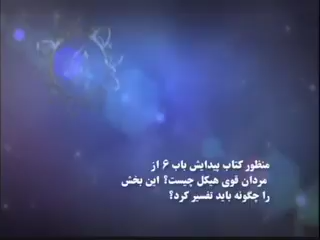 منظور کتاب پیدایش باب ۶ از
مردان قوی هیکل چیست؟ این بخش
را چگونه باید تفسیر کرد؟